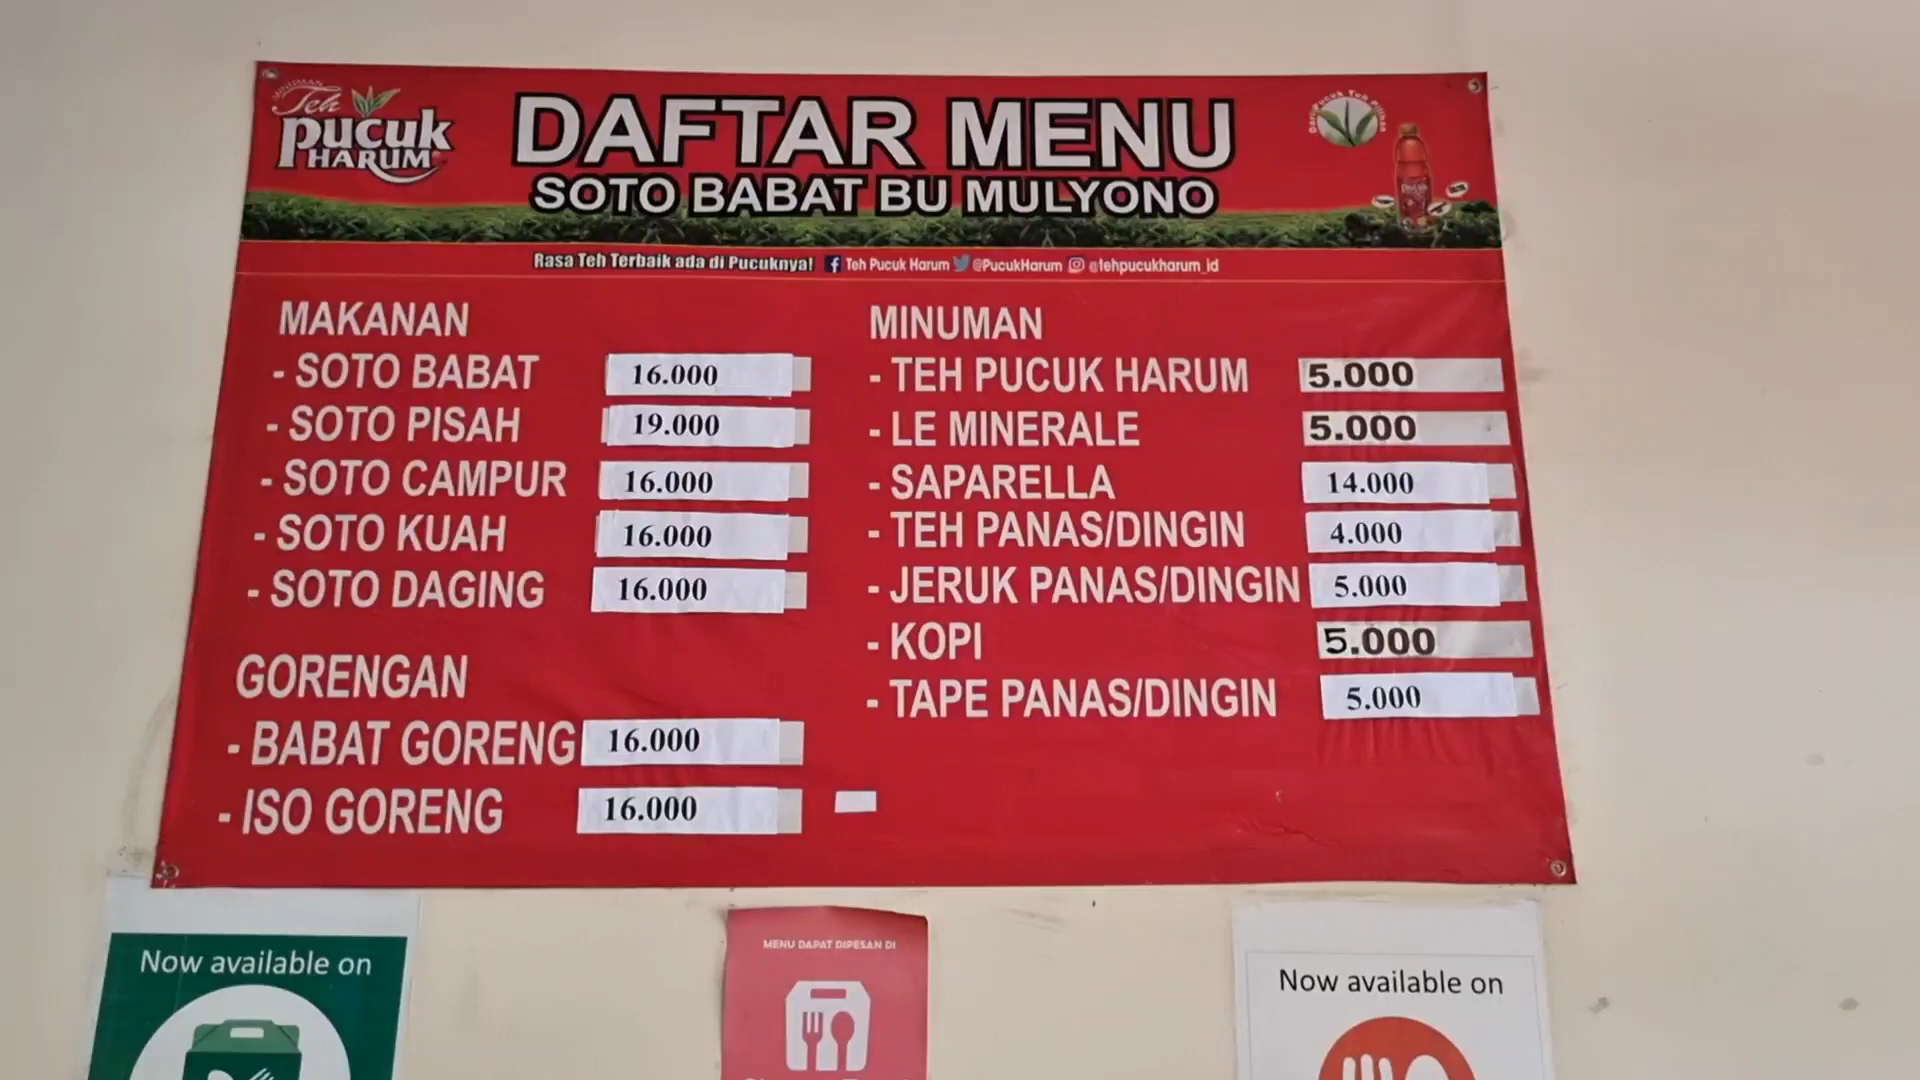 Teh
pucuk
HARUM
DAFTAR MENU
SOTO BABAT BU MULYONO
Rasa Teh Terbaik ada di Pucuknya! Teh Pucuk Harum @PucukHarum @tehpucukharum_id
MAKANAN
- SOTO BABAT 16.000
- SOTO PISAH 19.000
- SOTO CAMPUR 16.000
- SOTO KUAH 16.000
- SOTO DAGING 16.000
GORENGAN
- BABAT GORENG 16.000
- ISO GORENG 16.000
MINUMAN
- TEH PUCUK HARUM 5.000
- LE MINERALE 5.000
- SAPARELLA 14.000
- TEH PANAS/DINGIN 4.000
- JERUK PANAS/DINGIN 5.000
- KOPI 5.000
- TAPE PANAS/DINGIN 5.000
Now available on
MENU DAPAT DIPESAN DI
Now available on